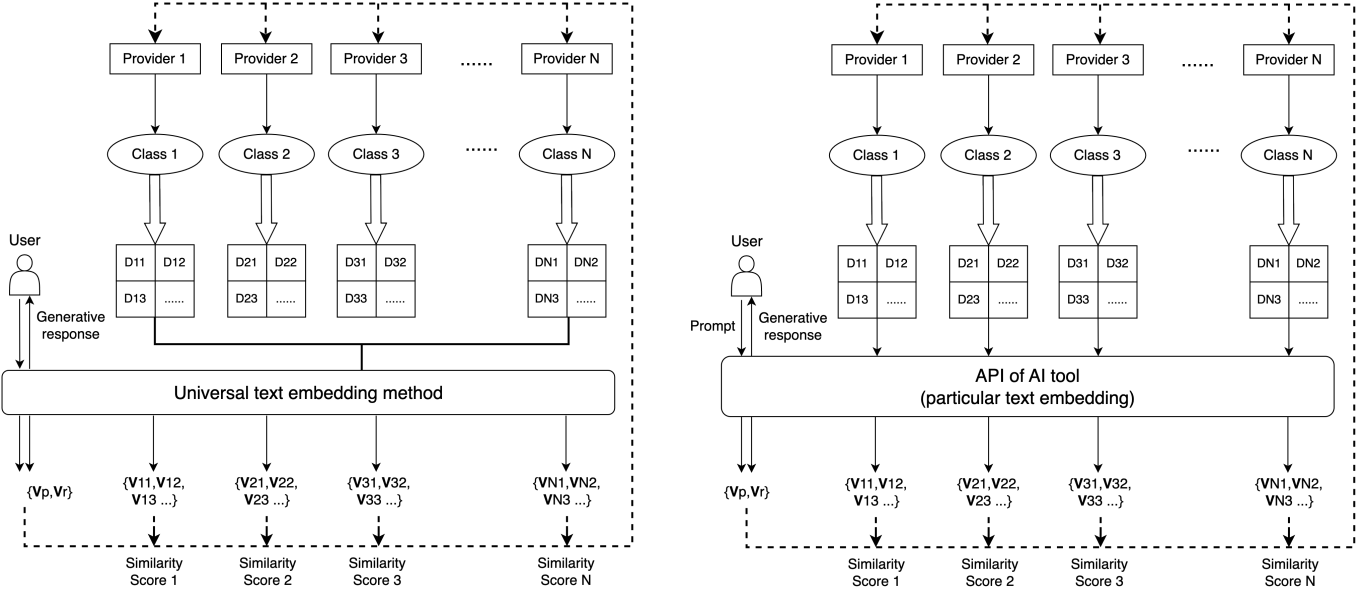 Provider 1
Provider 2
Provider 3
......
Provider N
Class 1
Class 2
Class 3
......
Class N
User
D11
D12
D13
......
D21
D22
D23
......
D31
D32
D33
......
DN1
DN2
DN3
......
Generative
response
Universal text embedding method
{Vp,Vr}
{V11,V12,
V13 ...}
{V21,V22,
V23 ...}
{V31,V32,
V33 ...}
{VN1,VN2,
VN3 ...}
Similarity
Score 1
Similarity
Score 2
Similarity
Score 3
Similarity
Score N
Provider 1
Provider 2
Provider 3
......
Provider N
Class 1
Class 2
Class 3
......
Class N
User
D11
D12
D13
......
D21
D22
D23
......
D31
D32
D33
......
DN1
DN2
DN3
......
Prompt
Generative
response
API of AI tool
(particular text embedding)
{Vp,Vr}
{V11,V12,
V13 ...}
{V21,V22,
V23 ...}
{V31,V32,
V33 ...}
{VN1,VN2,
VN3 ...}
Similarity
Score 1
Similarity
Score 2
Similarity
Score 3
Similarity
Score N